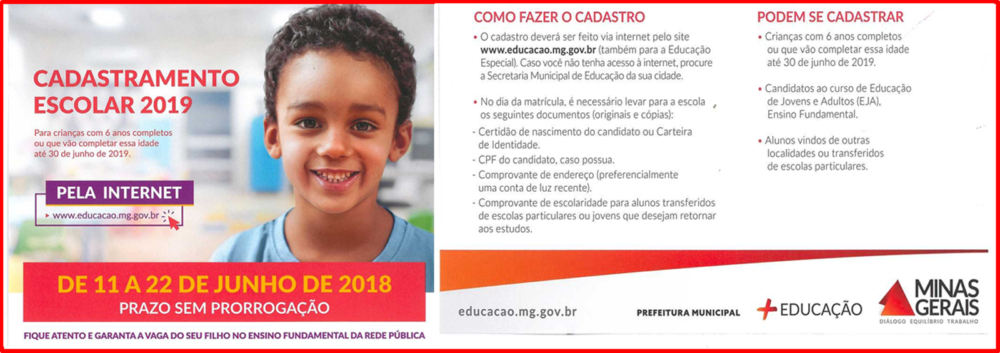 CADASTRAMENTO
ESCOLAR 2019
Para crianças com 6 anos completos
ou que vão completar essa idade
até 30 de junho de 2019.
PELA INTERNET
www.educacao.mg.gov.br
DE 11 A 22 DE JUNHO DE 2018
PRAZO SEM PRORROGAÇÃO
FIQUE ATENTO E GARANTA A VAGA DO SEU FILHO NO ENSINO FUNDAMENTAL DA REDE PÚBLICA
COMO FAZER O CADASTRO
• O cadastro deverá ser feito via internet pelo site
www.educacao.mg.gov.br (também para a Educação
Especial). Caso você não tenha acesso à internet, procure
a Secretaria Municipal de Educação da sua cidade.
• No dia da matrícula, é necessário levar para a escola
os seguintes documentos (originais e cópias):
- Certidão de nascimento do candidato ou Carteira
de Identidade.
- CPF do candidato, caso possua.
- Comprovante de endereço (preferencialmente
uma conta de luz recente).
- Comprovante de escolaridade para alunos transferidos
de escolas particulares ou jovens que desejam retornar
aos estudos.
PODEM SE CADASTRAR
• Crianças com 6 anos completos
ou que vão completar essa idade
até 30 de junho de 2019.
• Candidatos ao curso de Educação
de Jovens e Adultos (EJA),
Ensino Fundamental.
• Alunos vindos de outras
localidades ou transferidos
de escolas particulares.
educacao.mg.gov.br
PREFEITURA MUNICIPAL
+EDUCAÇÃO
MINAS
GERAIS
DIÁLOGO EQUILÍBRIO TRABALHO